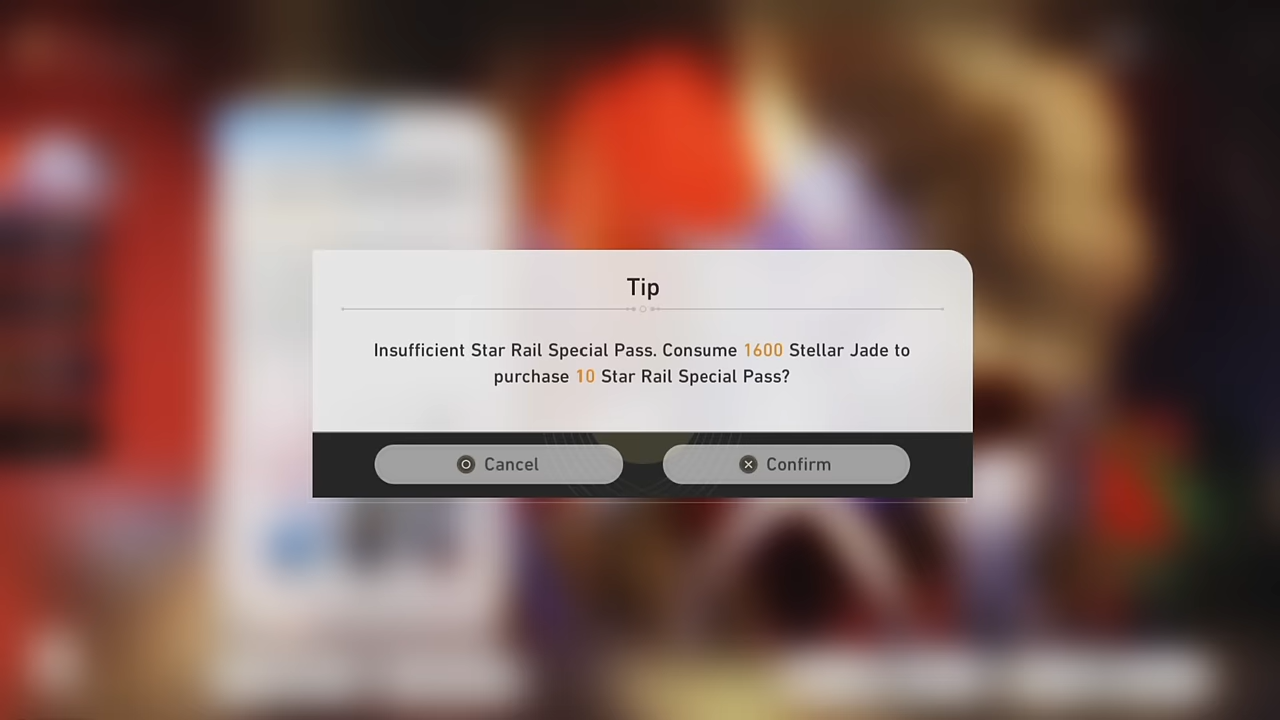 Tip
Insufficient Star Rail Special Pass. Consume 1600 Stellar Jade to
purchase 10 Star Rail Special Pass?
Cancel
Confirm